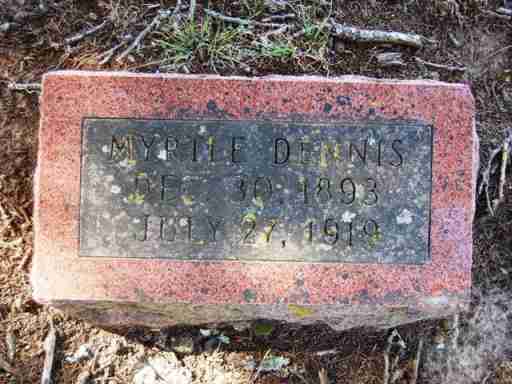 MYRTLE DENNIS
DEC 30, 1893
JULY 27, 1919